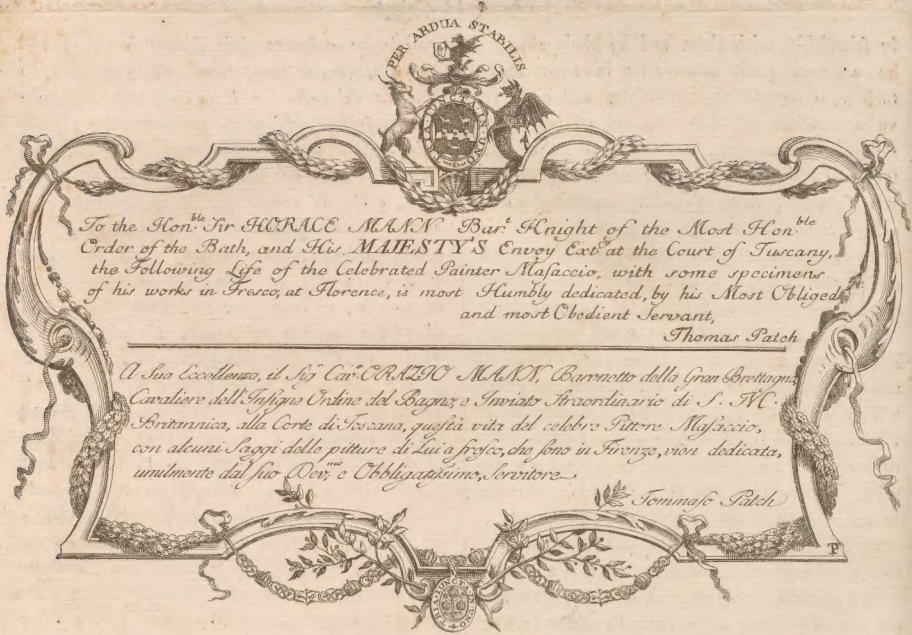 PER ARDUA STABILIS
To the Hon.ble Sir HORACE MANN Bar.t Knight of the Most Hon.ble
Order of the Bath, and His MAJESTY'S Envoy Ext.y at the Court of Tuscany,
the Following Life of the Celebrated Painter Masaccio, with some specimens
of his works in Fresco, at Florence, is most Humbly dedicated, by his Most Obliged
and most Obedient Servant,
Thomas Patch
A Sua Eccellenza, il Sig.r Cav.r ORAZIO MANN, Baronetto della Gran Brettagna,
Cavaliere dell'Insigne Ordine del Bagno, e Inviato Straordinario di S. M.
Britannica, alla Corte di Toscana, questa vita del celebre Pittore Masaccio,
con alcuni Saggi delle pitture di Lui a fresco, che sono in Firenze, vien dedicata,
umilmente dal suo Dev.mo e Obbligatissimo, Servitore
Tommaso Patch
TP
TRIA JUNCTA IN UNO